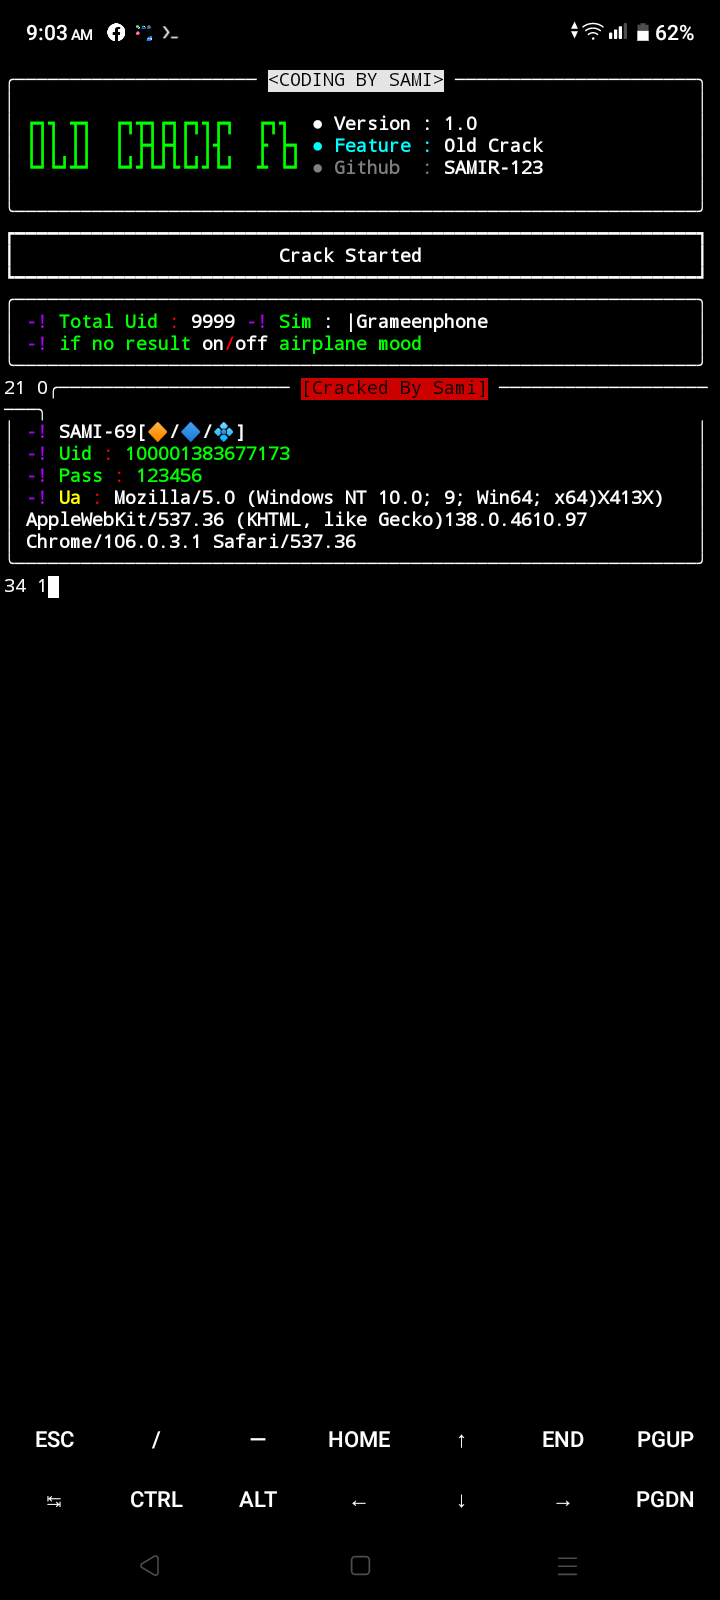 9:03 AM 62%
<CODING BY SAMI>
OLD CRACK Fb
● Version : 1.0
● Feature : Old Crack
● Github : SAMIR-123
Crack Started
-! Total Uid : 9999 -! Sim : |Grameenphone
-! if no result on/off airplane mood
21 0 [Cracked By Sami]
-! SAMI-69[🔶/🔷/💠]
-! Uid : 100001383677173
-! Pass : 123456
-! Ua : Mozilla/5.0 (Windows NT 10.0; 9; Win64; x64)X413X)
AppleWebKit/537.36 (KHTML, like Gecko)138.0.4610.97
Chrome/106.0.3.1 Safari/537.36
34 1
ESC / — HOME ↑ END PGUP
↹ CTRL ALT ← ↓ → PGDN